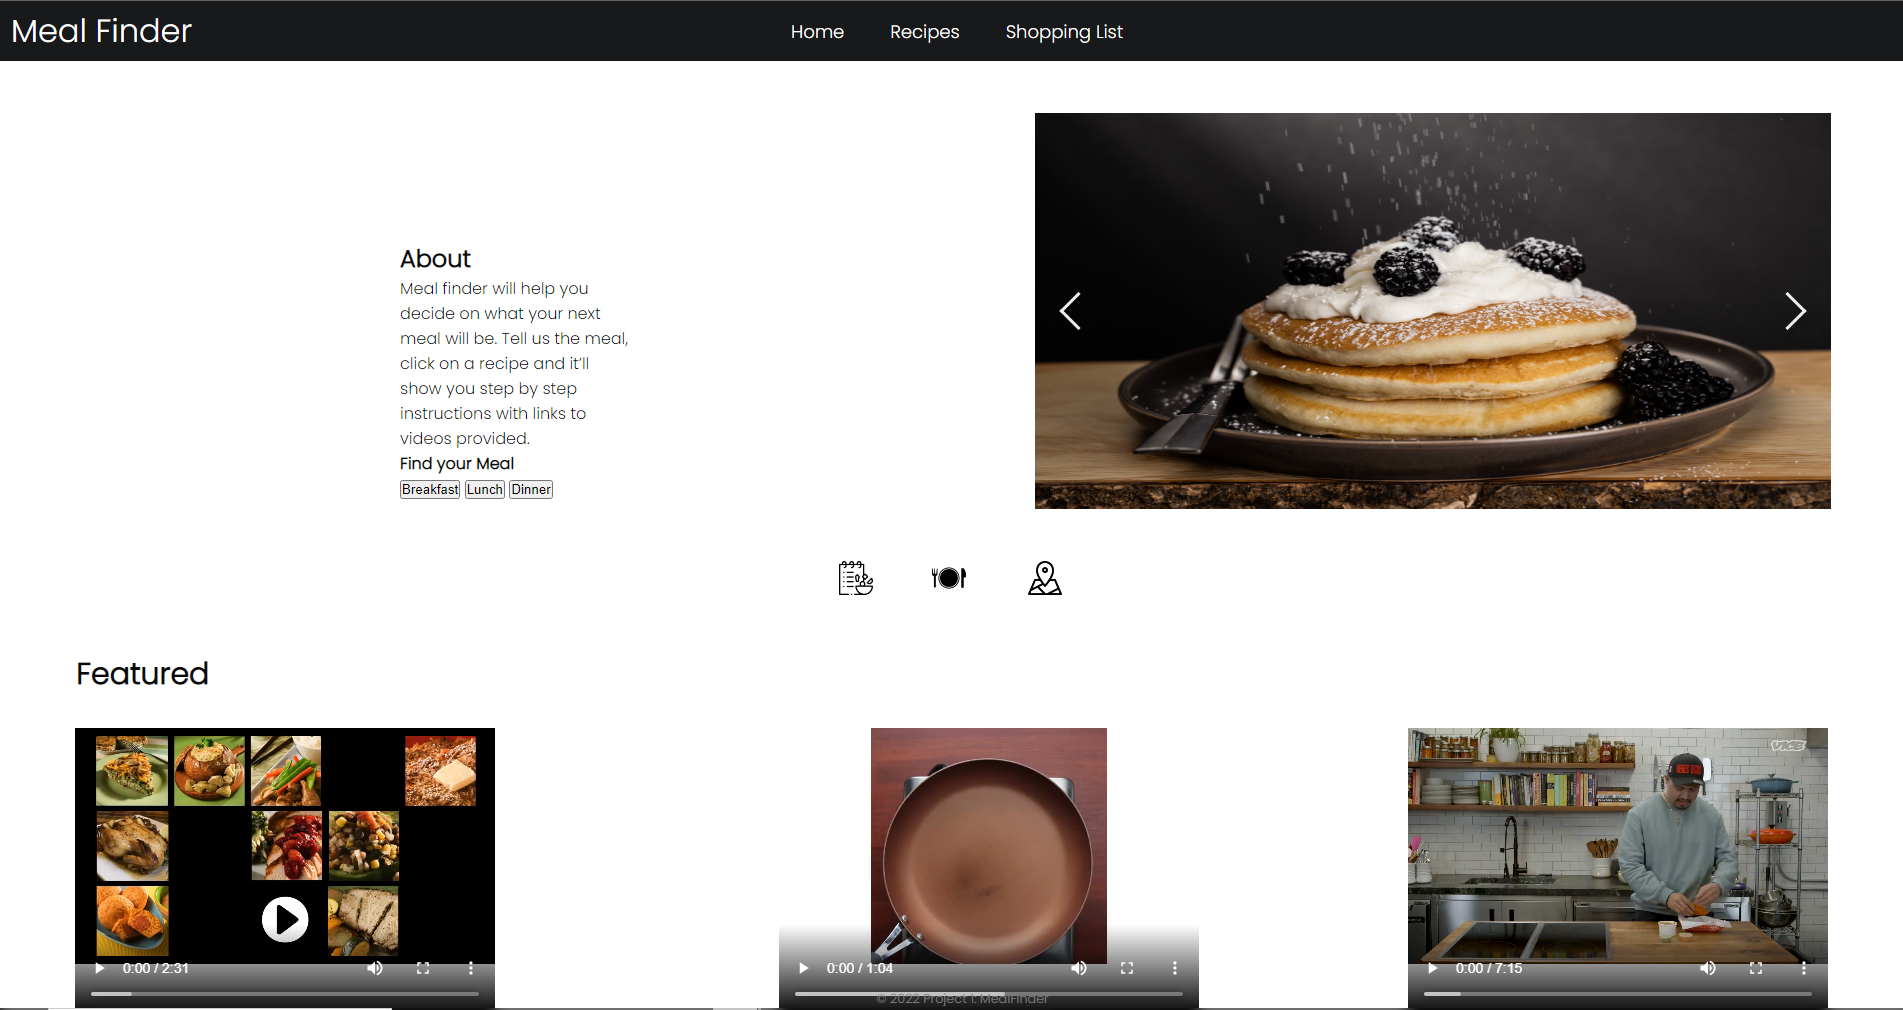 Meal Finder
Home Recipes Shopping List
About
Meal finder will help you
decide on what your next
meal will be. Tell us the meal,
click on a recipe and it'll
show you step by step
instructions with links to
videos provided.
Find your Meal
Breakfast Lunch Dinner
Featured
VICE
0:00 / 2:31
0:00 / 1:04
0:00 / 7:15
© 2022 Project 1: MealFinder